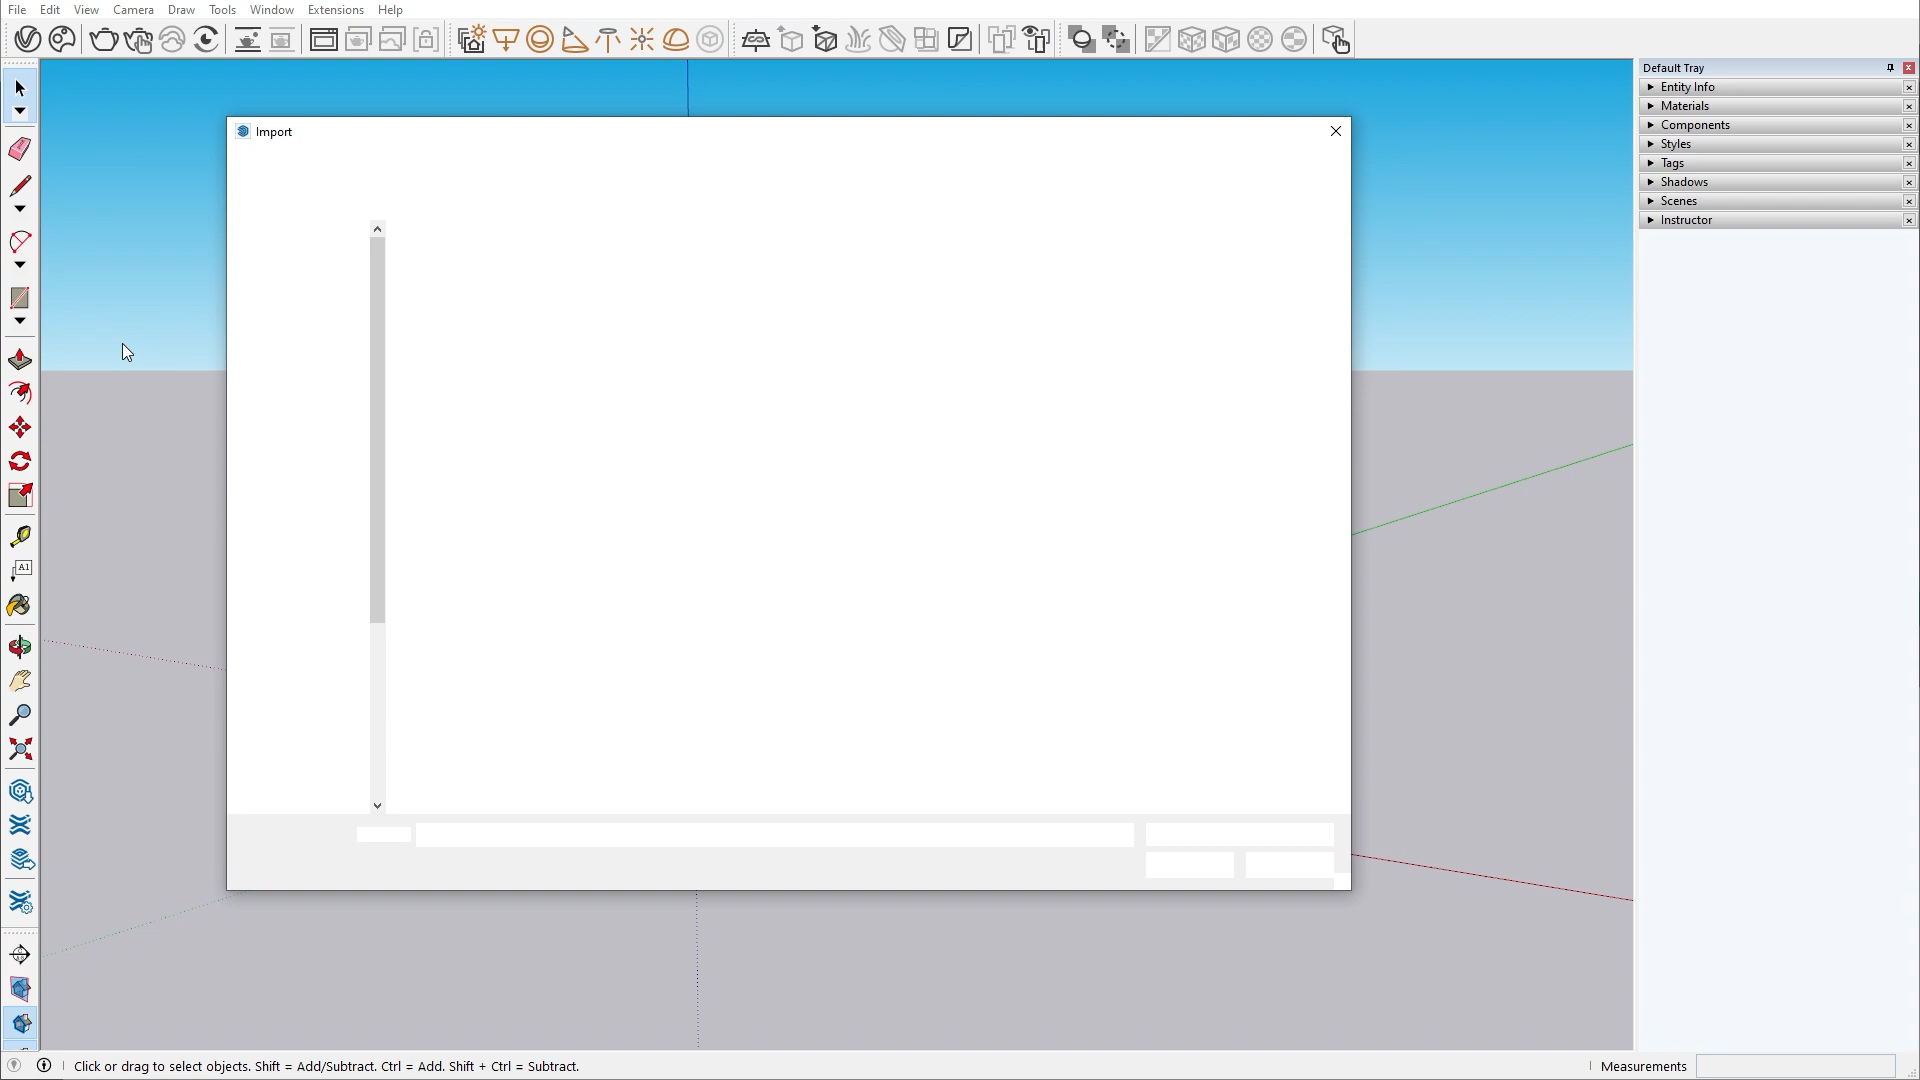 File Edit View Camera Draw Tools Window Extensions Help
Default Tray
Entity Info
Materials
Components
Styles
Tags
Shadows
Scenes
Instructor
Import
A1
Click or drag to select objects. Shift = Add/Subtract. Ctrl = Add. Shift + Ctrl = Subtract.
Measurements